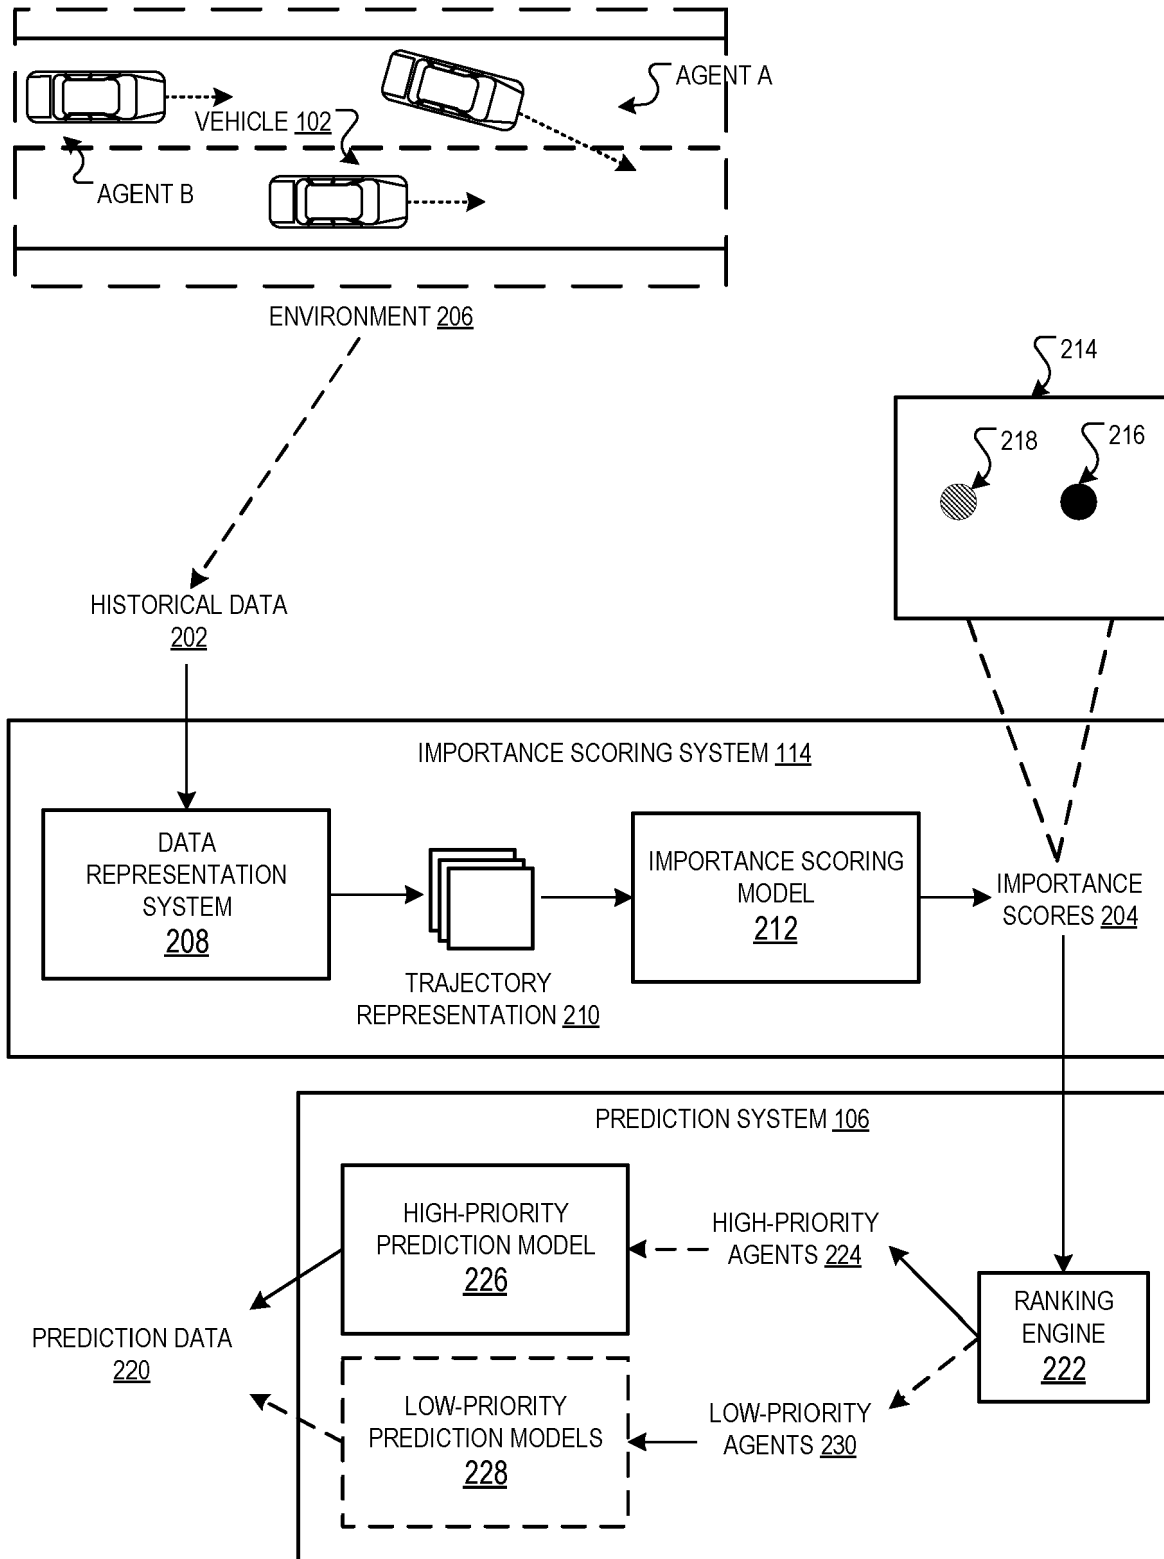 AGENT A
VEHICLE 102
AGENT B
ENVIRONMENT 206
214
218
216
HISTORICAL DATA
202
IMPORTANCE SCORING SYSTEM 114
DATA
REPRESENTATION
SYSTEM
208
TRAJECTORY
REPRESENTATION 210
IMPORTANCE SCORING
MODEL
212
IMPORTANCE
SCORES 204
PREDICTION SYSTEM 106
HIGH-PRIORITY
PREDICTION MODEL
226
HIGH-PRIORITY
AGENTS 224
RANKING
ENGINE
222
PREDICTION DATA
220
LOW-PRIORITY
PREDICTION MODELS
228
LOW-PRIORITY
AGENTS 230